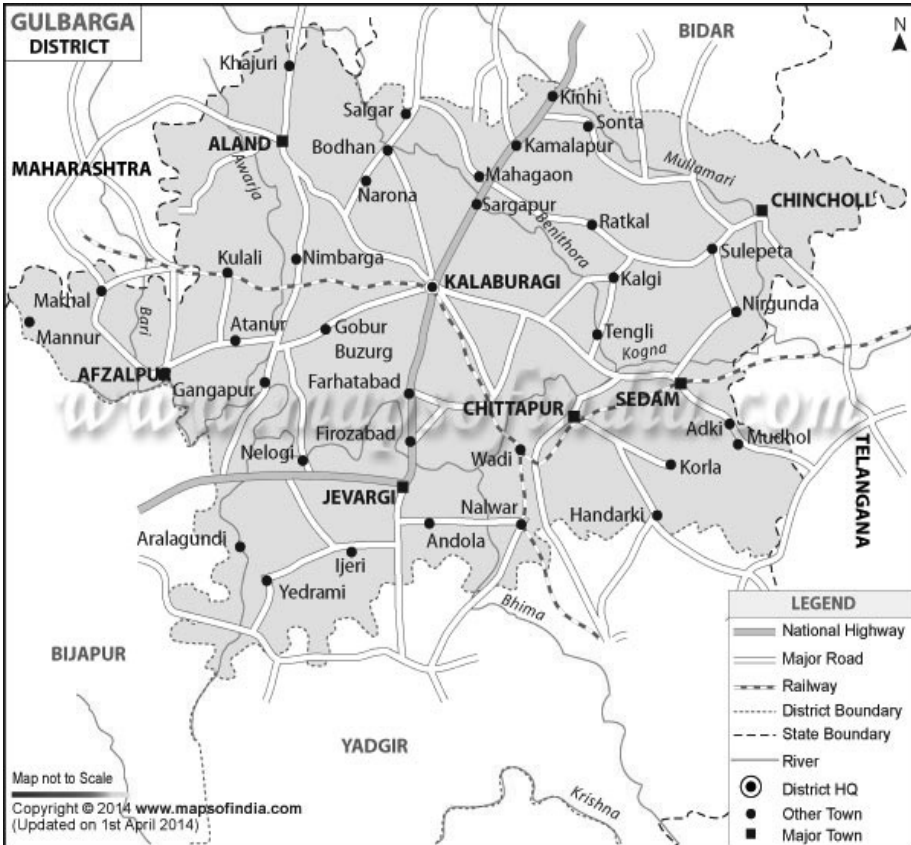 GULBARGA
DISTRICT
BIDAR
N
Khajuri
Kinhi
Salgar
Sonta
ALAND
Bodhan
Kamalapur
MAHARASHTRA
Awarja
Mullamari
Mahagaon
Narona
Sargapur
CHINCHOLI
Benithora
Ratkal
Kulali
Nimbarga
Sulepeta
KALABURAGI
Kalgi
Makhal
Bari
Nirgunda
Mannur
Atanur
Gobur
Buzurg
Tengli
Kogna
AFZALPUR
Gangapur
Farhatabad
SEDAM
www.mapsofindia.com
CHITTAPUR
Firozabad
Adki
Mudhol
Nelogi
Wadi
Korla
TELANGANA
JEVARGI
Nalwar
Handarki
Andola
Aralagundi
Ijeri
Yedrami
Bhima
BIJAPUR
YADGIR
Krishna
LEGEND
National Highway
Major Road
Railway
District Boundary
State Boundary
River
District HQ
Other Town
Major Town
Map not to Scale
Copyright © 2014 www.mapsofindia.com
(Updated on 1st April 2014)